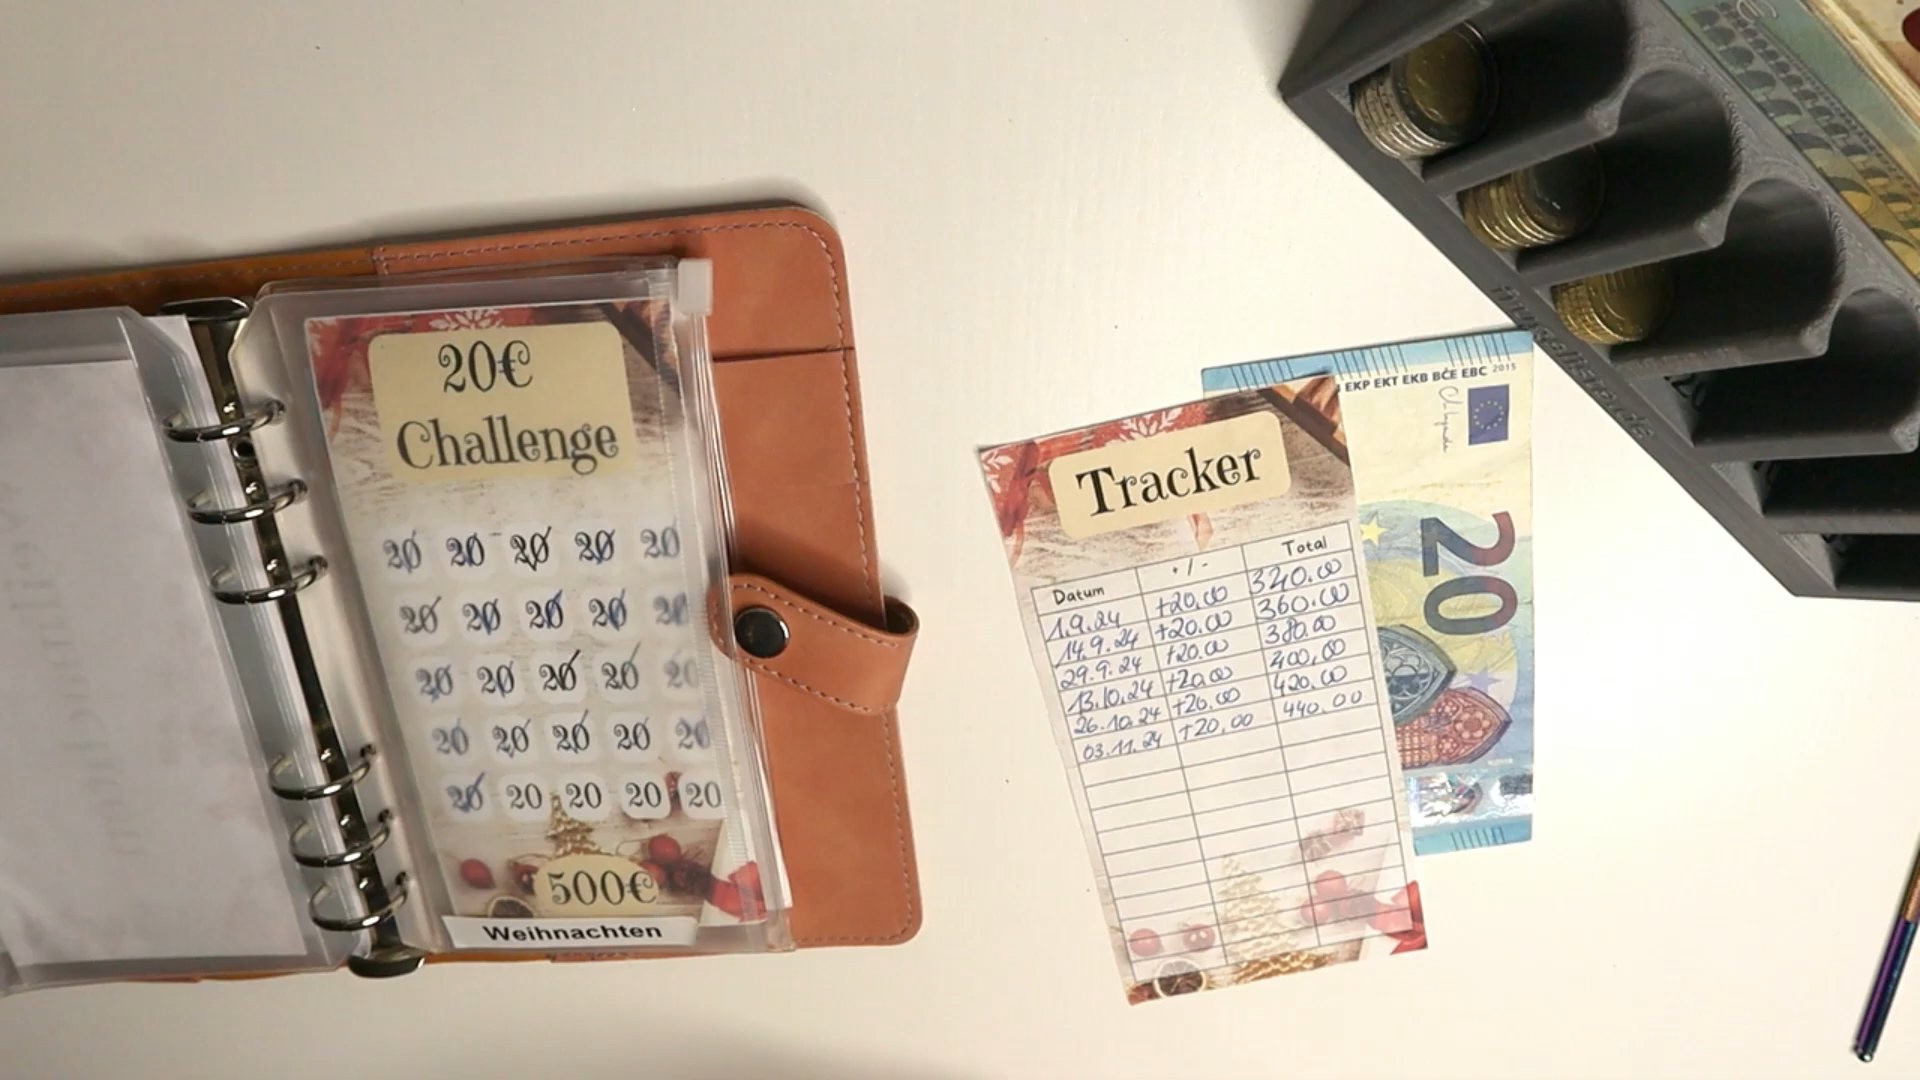 20€
Challenge
20 20 20 20 20
20 20 20 20 20
20 20 20 20 20
20 20 20 20 20
20 20 20 20 20
500€
Weihnachten
Tracker
Datum +/- Total
1.9.24 +20,00 340.00
14.9.24 +20.00 360.00
29.9.24 +20.00 380.00
13.10.24 +20.00 400,00
26.10.24 +20.00 420.00
03.11.24 +20,00 440.00
EKP EKT EKB BČE EBC 2015
20